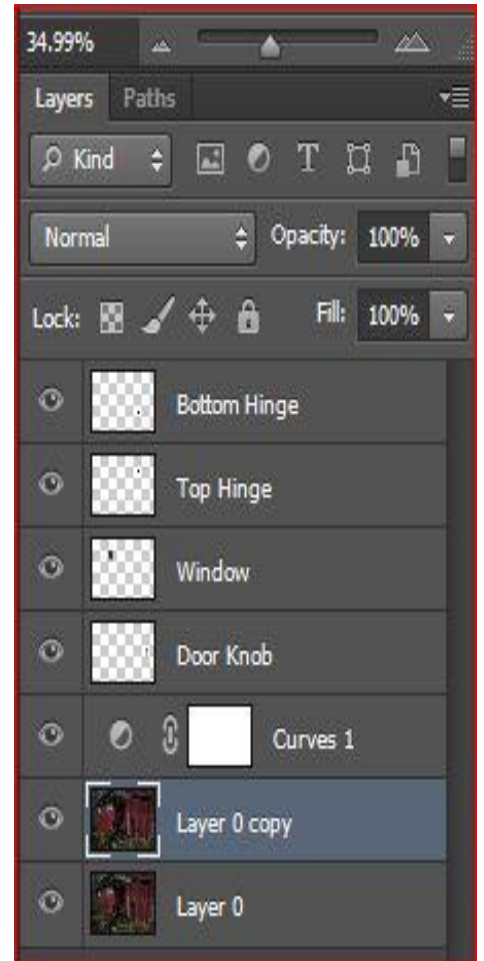 34.99%
Layers Paths
Kind T
Normal Opacity: 100%
Lock: Fill: 100%
Bottom Hinge
Top Hinge
Window
Door Knob
Curves 1
Layer 0 copy
Layer 0